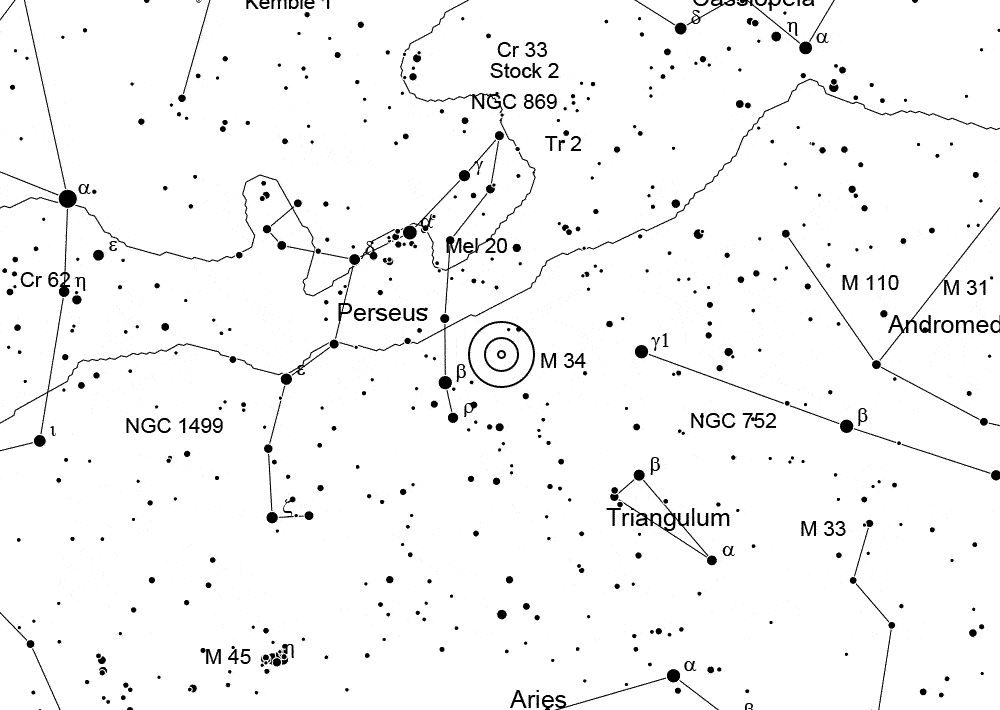 Kemble 1
Cassiopeia
δ
η
α
Cr 33
Stock 2
NGC 869
Tr 2
γ
α
α
ε
δ
Mel 20
Cr 62 η
M 110
M 31
Perseus
Andromed
γ1
M 34
ε
β
ρ
NGC 752
β
NGC 1499
ι
β
ζ
Triangulum
M 33
α
M 45
η
α
Aries
β